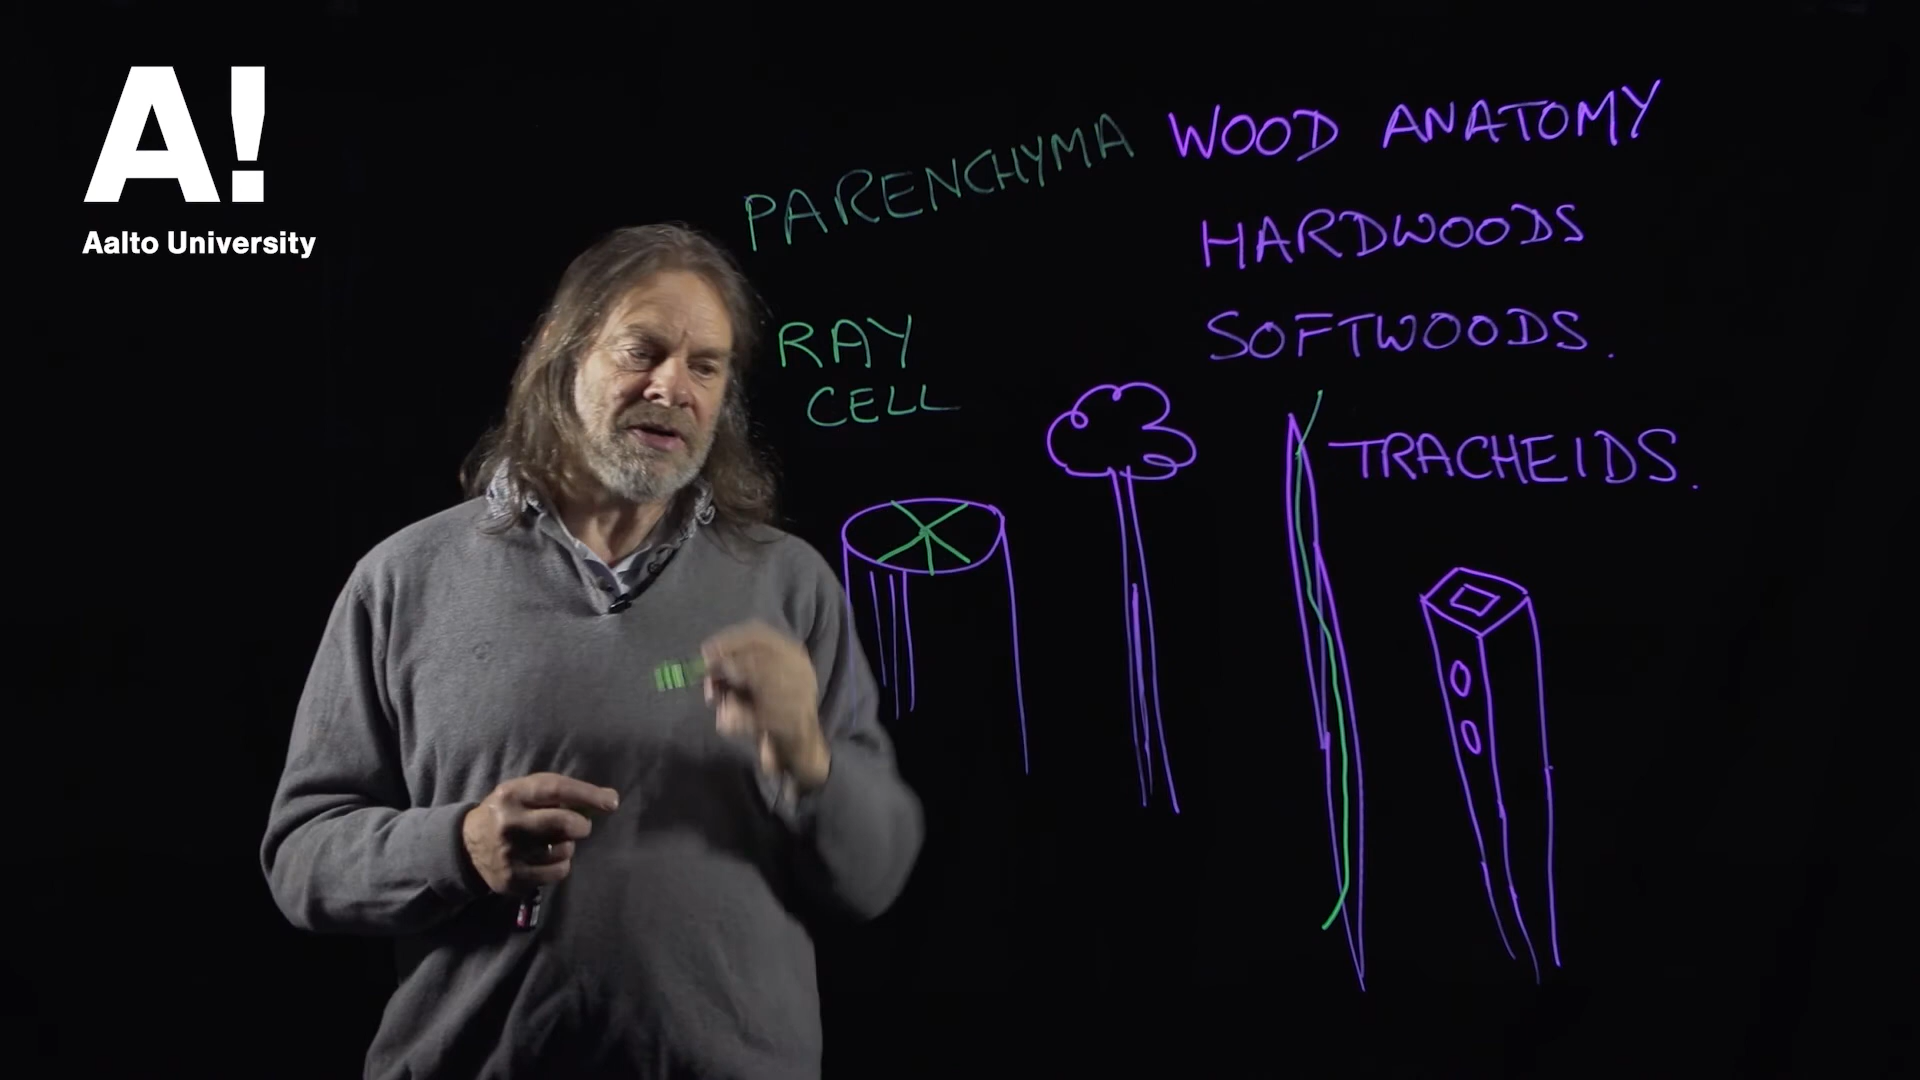 A!
Aalto University
PARENCHYMA
WOOD ANATOMY
HARDWOODS
SOFTWOODS.
RAY
CELL
TRACHEIDS.